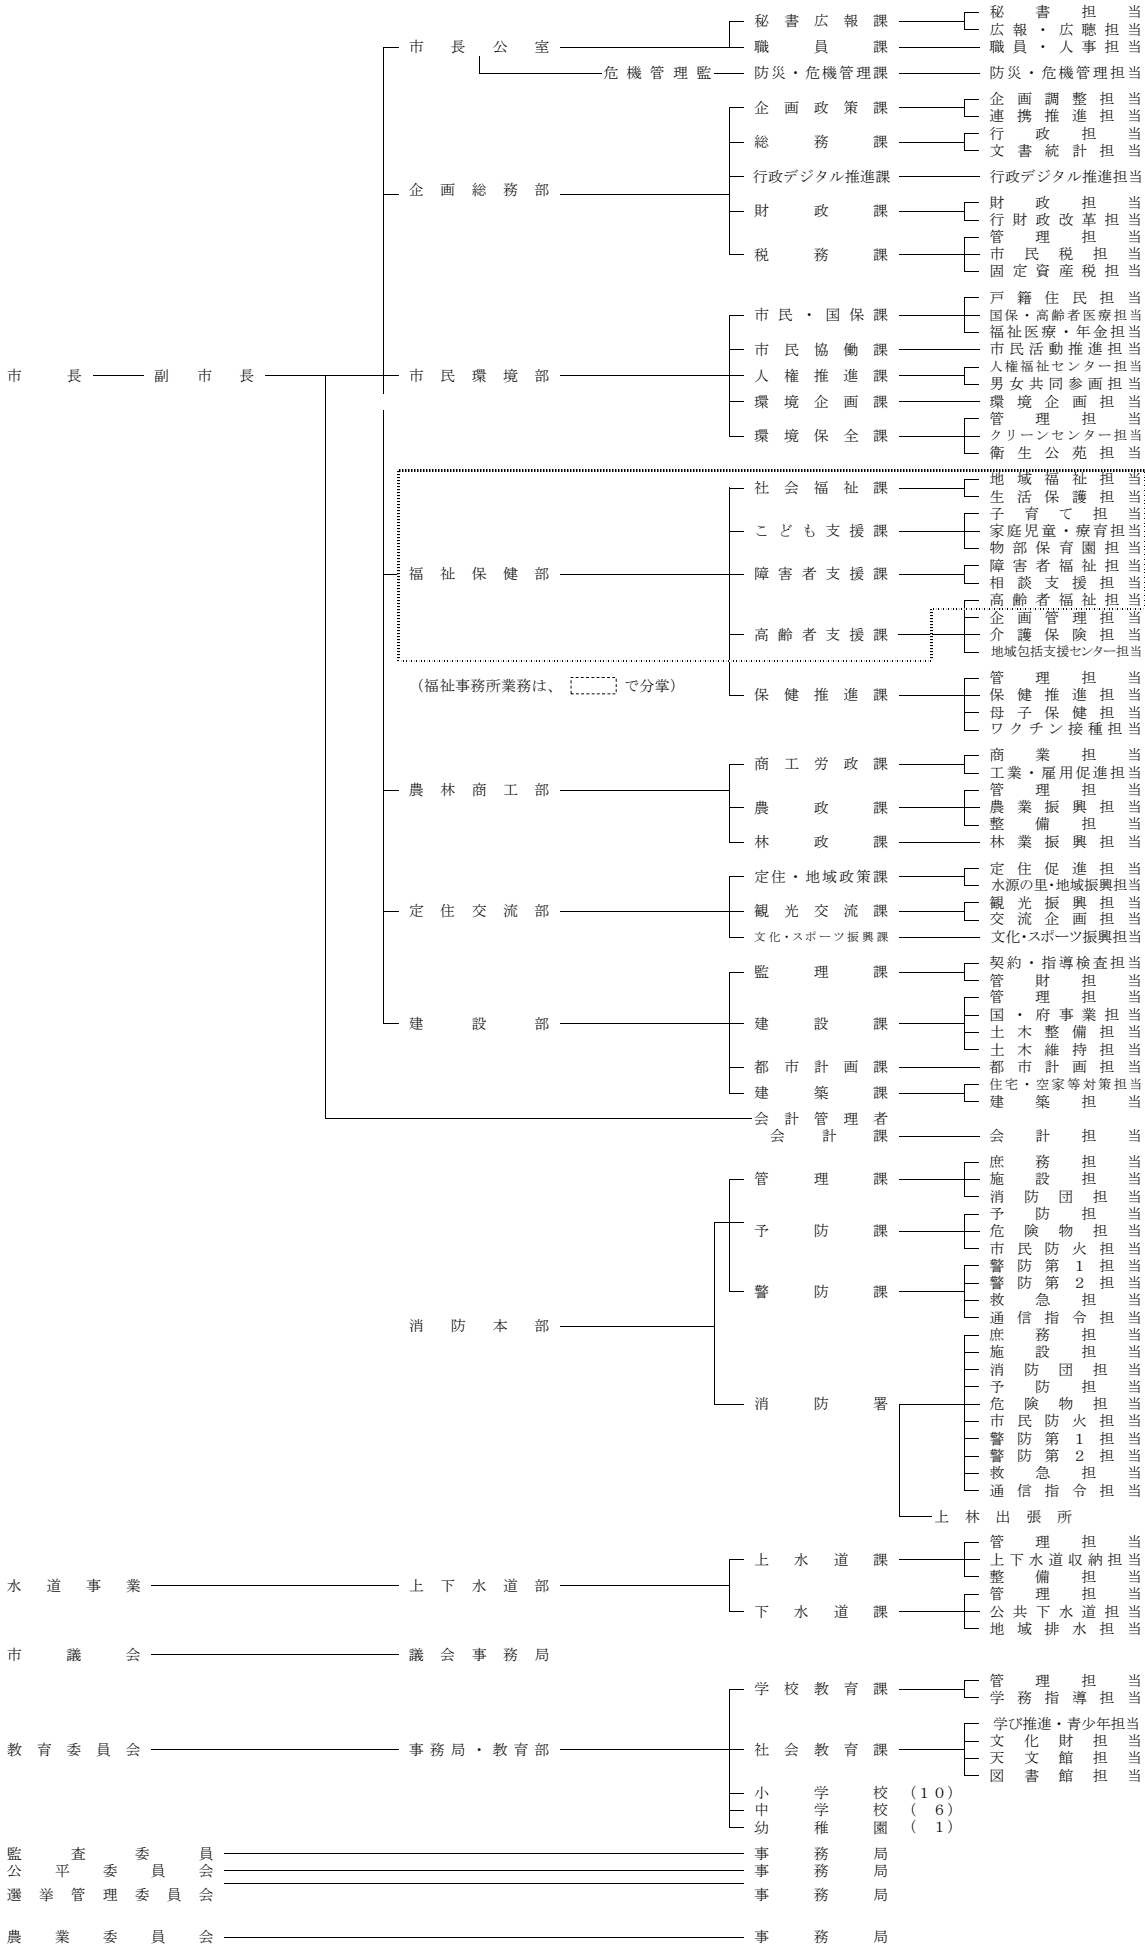 秘書広報課 秘書担当
広報・広聴担当
市長公室 職員課 職員・人事担当
危機管理監 防災・危機管理課 防災・危機管理担当
企画政策課 企画調整担当
連携推進担当
総務課 行政担当
文書統計担当
行政デジタル推進課 行政デジタル推進担当
企画総務部
財政課 財政担当
行財政改革担当
管理担当
税務課 市民税担当
固定資産税担当
戸籍住民担当
市民・国保課 国保・高齢者医療担当
福祉医療・年金担当
市民協働課 市民活動推進担当
人権福祉センター担当
市長 副市長 市民環境部 人権推進課
男女共同参画担当
環境企画課 環境企画担当
管理担当
環境保全課 クリーンセンター担当
衛生公苑担当
社会福祉課 地域福祉担当
生活保護担当
子育て担当
こども支援課 家庭児童・療育担当
物部保育園担当
障害者福祉担当
福祉保健部 障害者支援課
相談支援担当
高齢者福祉担当
企画管理担当
高齢者支援課 介護保険担当
地域包括支援センター担当
管理担当
(福祉事務所業務は、 で分掌)
保健推進課 保健推進担当
母子保健担当
ワクチン接種担当
商工労政課 商業担当
工業・雇用促進担当
農林商工部 管理担当
農政課 農業振興担当
整備担当
林政課 林業振興担当
定住・地域政策課 定住促進担当
水源の里・地域振興担当
定住交流部 観光交流課 観光振興担当
交流企画担当
文化・スポーツ振興課 文化・スポーツ振興担当
監理課 契約・指導検査担当
管財担当
管理担当
国・府事業担当
建設部 建設課
土木整備担当
土木維持担当
都市計画課 都市計画担当
建築課 住宅・空家等対策担当
建築担当
会計管理者
会計課 会計担当
庶務担当
管理課 施設担当
消防団担当
予防担当
予防課 危険物担当
市民防火担当
警防第1担当
警防第2担当
警防課
救急担当
通信指令担当
消防本部
庶務担当
施設担当
消防団担当
予防担当
消防署 危険物担当
市民防火担当
警防第1担当
警防第2担当
救急担当
通信指令担当
上林出張所
管理担当
上水道課 上下水道収納担当
整備担当
水道事業 上下水道部
管理担当
下水道課 公共下水道担当
地域排水担当
市議会 議会事務局
学校教育課 管理担当
学務指導担当
学び推進・青少年担当
文化財担当
教育委員会 事務局・教育部 社会教育課
天文館担当
図書館担当
小学校 (10)
中学校 ( 6)
幼稚園 ( 1)
監査委員 事務局
公平委員会 事務局
選挙管理委員会 事務局
農業委員会 事務局